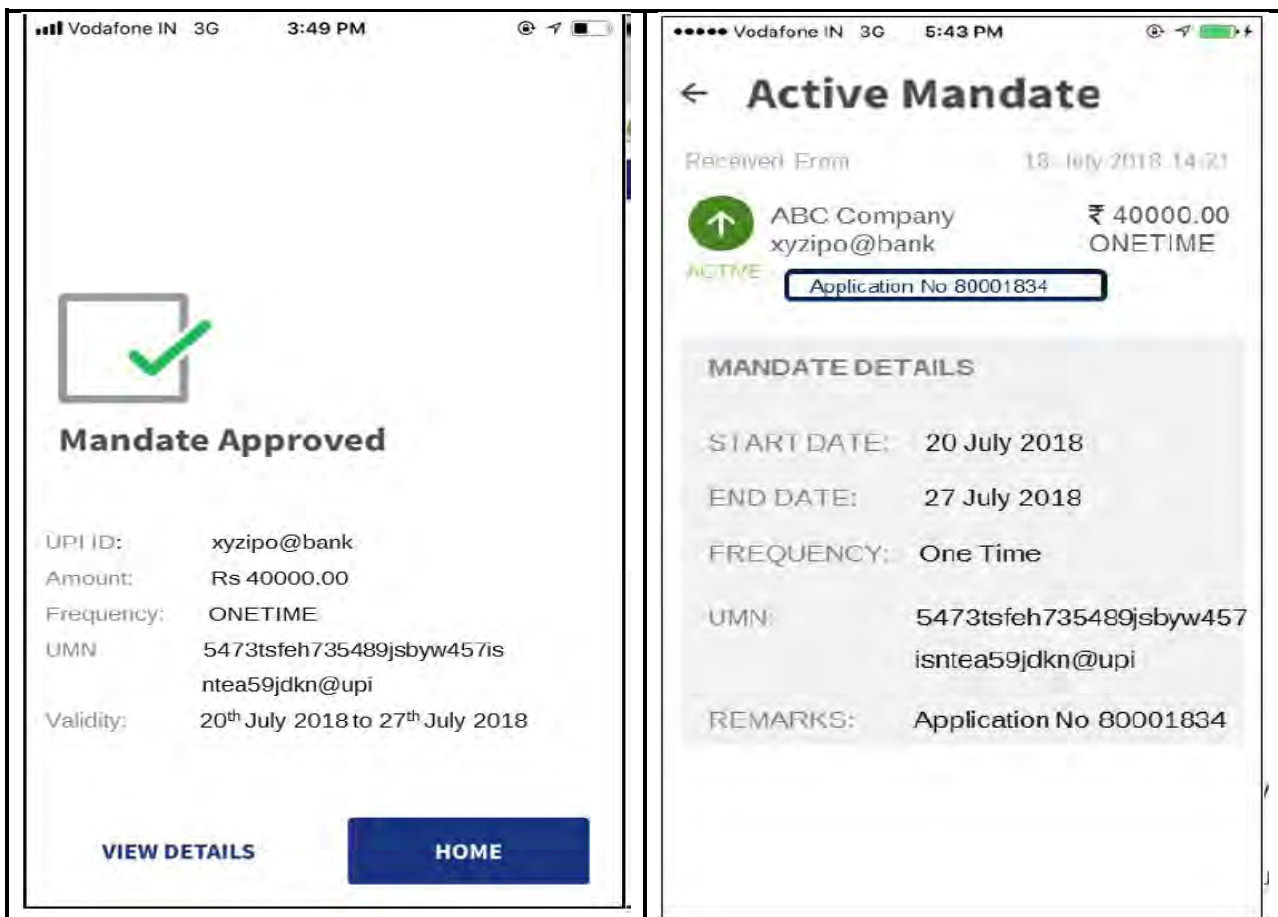 Vodafone IN 3G 3:49 PM
Mandate Approved
UPI ID: xyzipo@bank
Amount: Rs 40000.00
Frequency: ONETIME
UMN 5473tsfeh735489jsbyw457is
ntea59jdkn@upi
Validity: 20th July 2018 to 27th July 2018
VIEW DETAILS HOME
Vodafone IN 3G 5:43 PM
← Active Mandate
Received From 18 July 2018 14:21
ABC Company ₹ 40000.00
xyzipo@bank ONETIME
ACTIVE
Application No 80001834
MANDATE DETAILS
START DATE: 20 July 2018
END DATE: 27 July 2018
FREQUENCY: One Time
UMN: 5473tsfeh735489jsbyw457
isntea59jdkn@upi
REMARKS: Application No 80001834